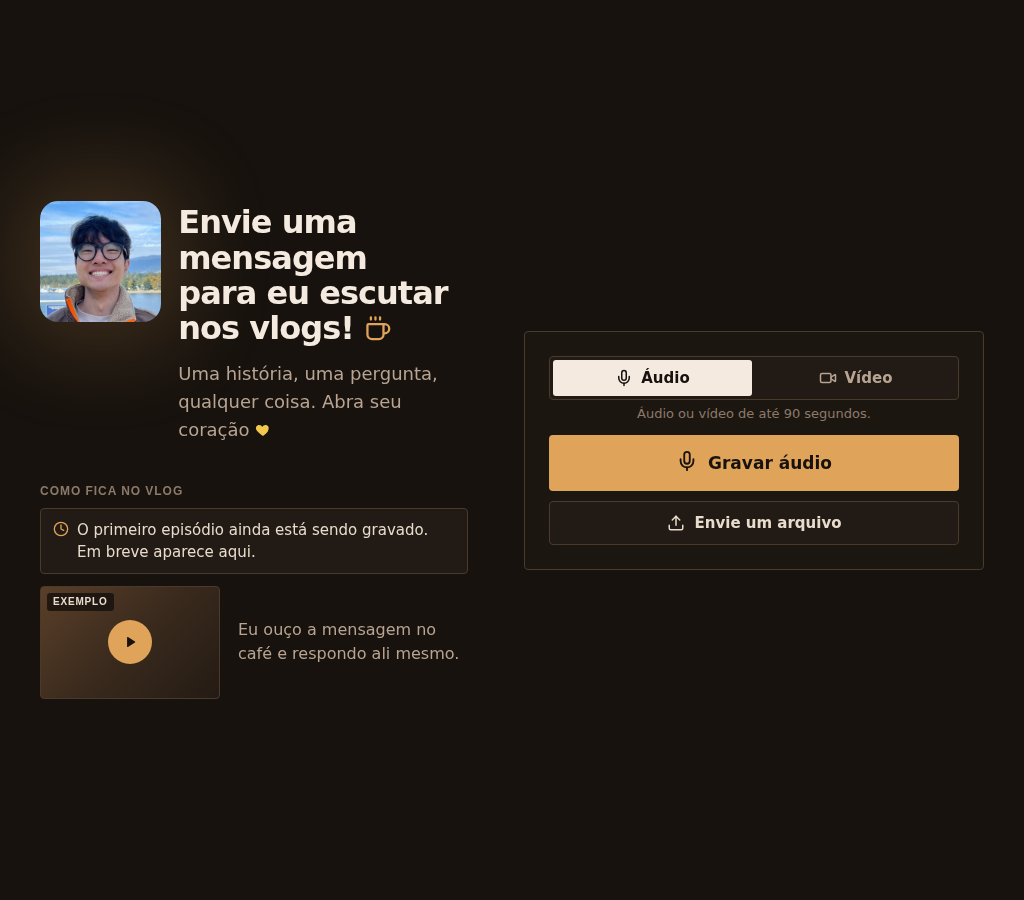 Envie uma
mensagem
para eu escutar
nos vlogs!
Uma história, uma pergunta,
qualquer coisa. Abra seu
coração 💛
COMO FICA NO VLOG
O primeiro episódio ainda está sendo gravado.
Em breve aparece aqui.
EXEMPLO
Eu ouço a mensagem no
café e respondo ali mesmo.
Áudio
Vídeo
Áudio ou vídeo de até 90 segundos.
Gravar áudio
Envie um arquivo